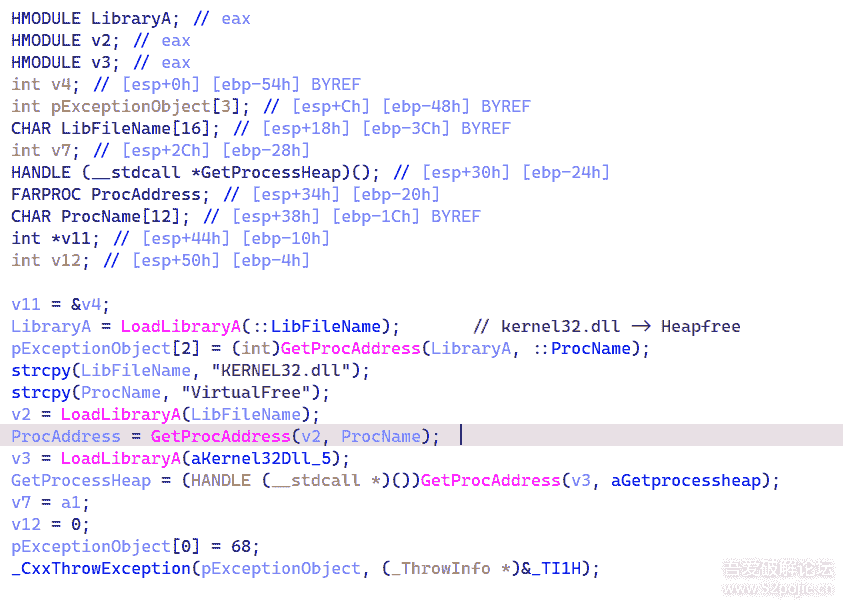 HMODULE LibraryA; // eax
HMODULE v2; // eax
HMODULE v3; // eax
int v4; // [esp+0h] [ebp-54h] BYREF
int pExceptionObject[3]; // [esp+Ch] [ebp-48h] BYREF
CHAR LibFileName[16]; // [esp+18h] [ebp-3Ch] BYREF
int v7; // [esp+2Ch] [ebp-28h]
HANDLE (__stdcall *GetProcessHeap)(); // [esp+30h] [ebp-24h]
FARPROC ProcAddress; // [esp+34h] [ebp-20h]
CHAR ProcName[12]; // [esp+38h] [ebp-1Ch] BYREF
int *v11; // [esp+44h] [ebp-10h]
int v12; // [esp+50h] [ebp-4h]
v11 = &v4;
LibraryA = LoadLibraryA(::LibFileName); // kernel32.dll -> Heapfree
pExceptionObject[2] = (int)GetProcAddress(LibraryA, ::ProcName);
strcpy(LibFileName, "KERNEL32.dll");
strcpy(ProcName, "VirtualFree");
v2 = LoadLibraryA(LibFileName);
ProcAddress = GetProcAddress(v2, ProcName);
v3 = LoadLibraryA(aKernel32Dll_5);
GetProcessHeap = (HANDLE (__stdcall *)())GetProcAddress(v3, aGetprocessheap);
v7 = a1;
v12 = 0;
pExceptionObject[0] = 68;
_CxxThrowException(pExceptionObject, (_ThrowInfo *)&_TI1H);
吾爱破解论坛
www.52pojie.cn